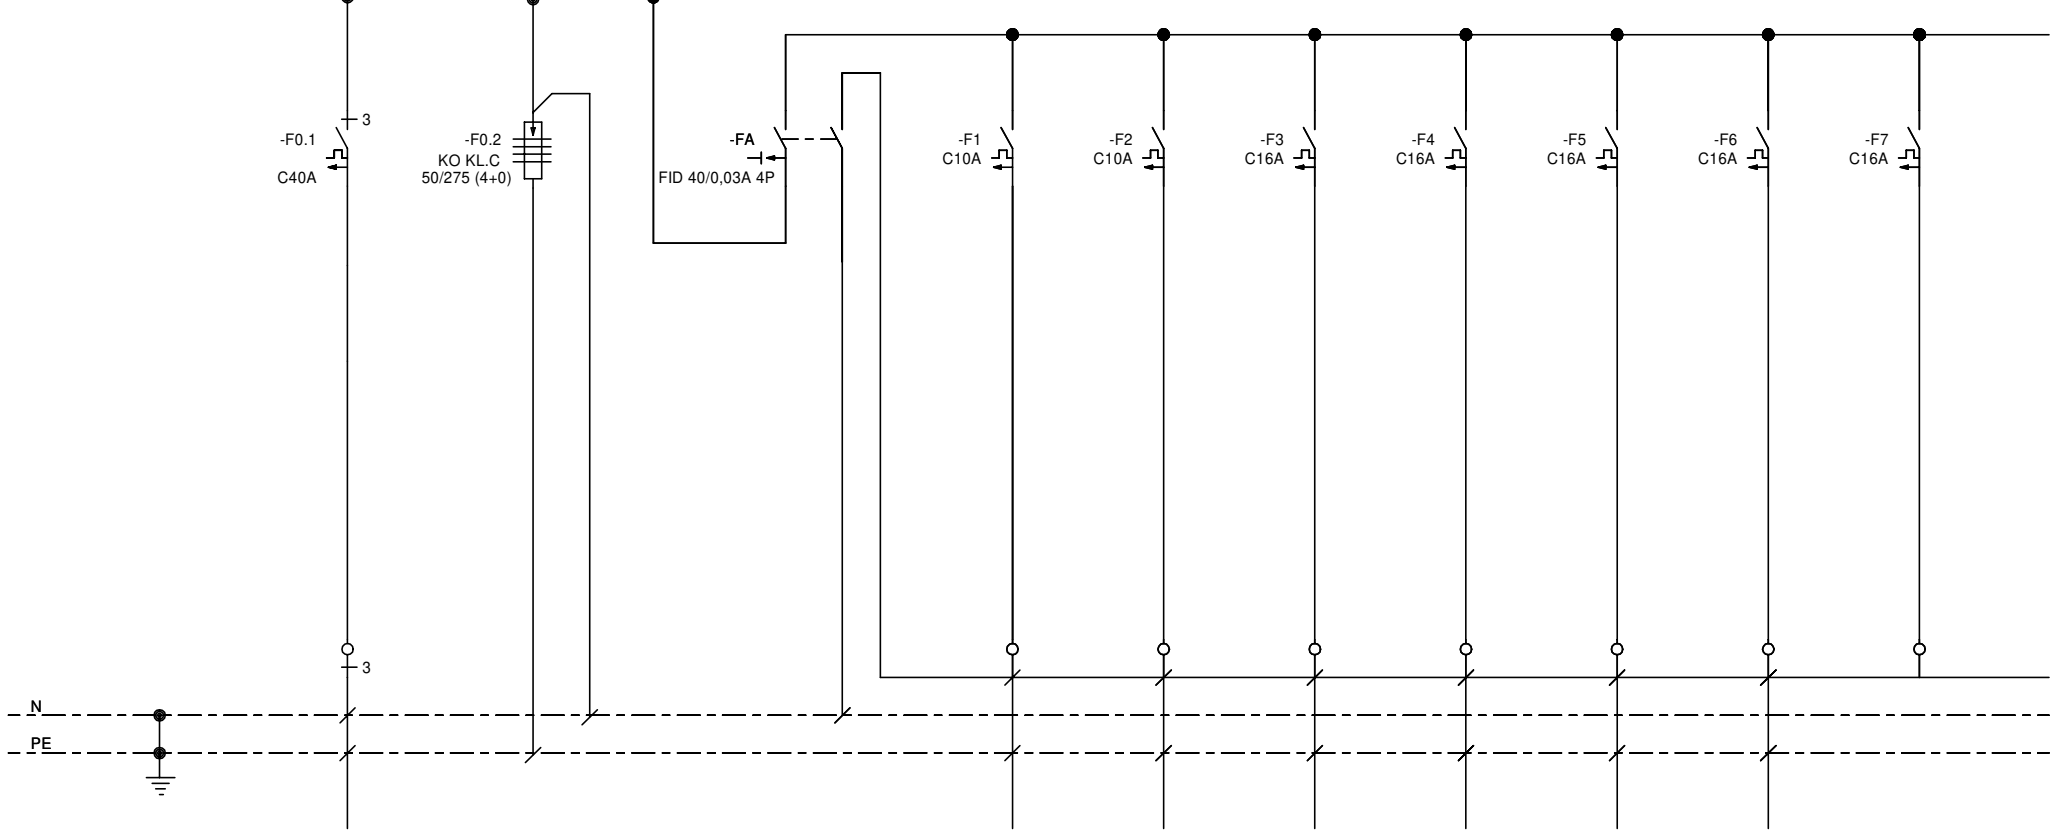 3
-F0.1
C40A
-F0.2
KO KL.C
50/275 (4+0)
-FA
FID 40/0,03A 4P
-F1
C10A
-F2
C10A
-F3
C16A
-F4
C16A
-F5
C16A
-F6
C16A
-F7
C16A
3
N
PE